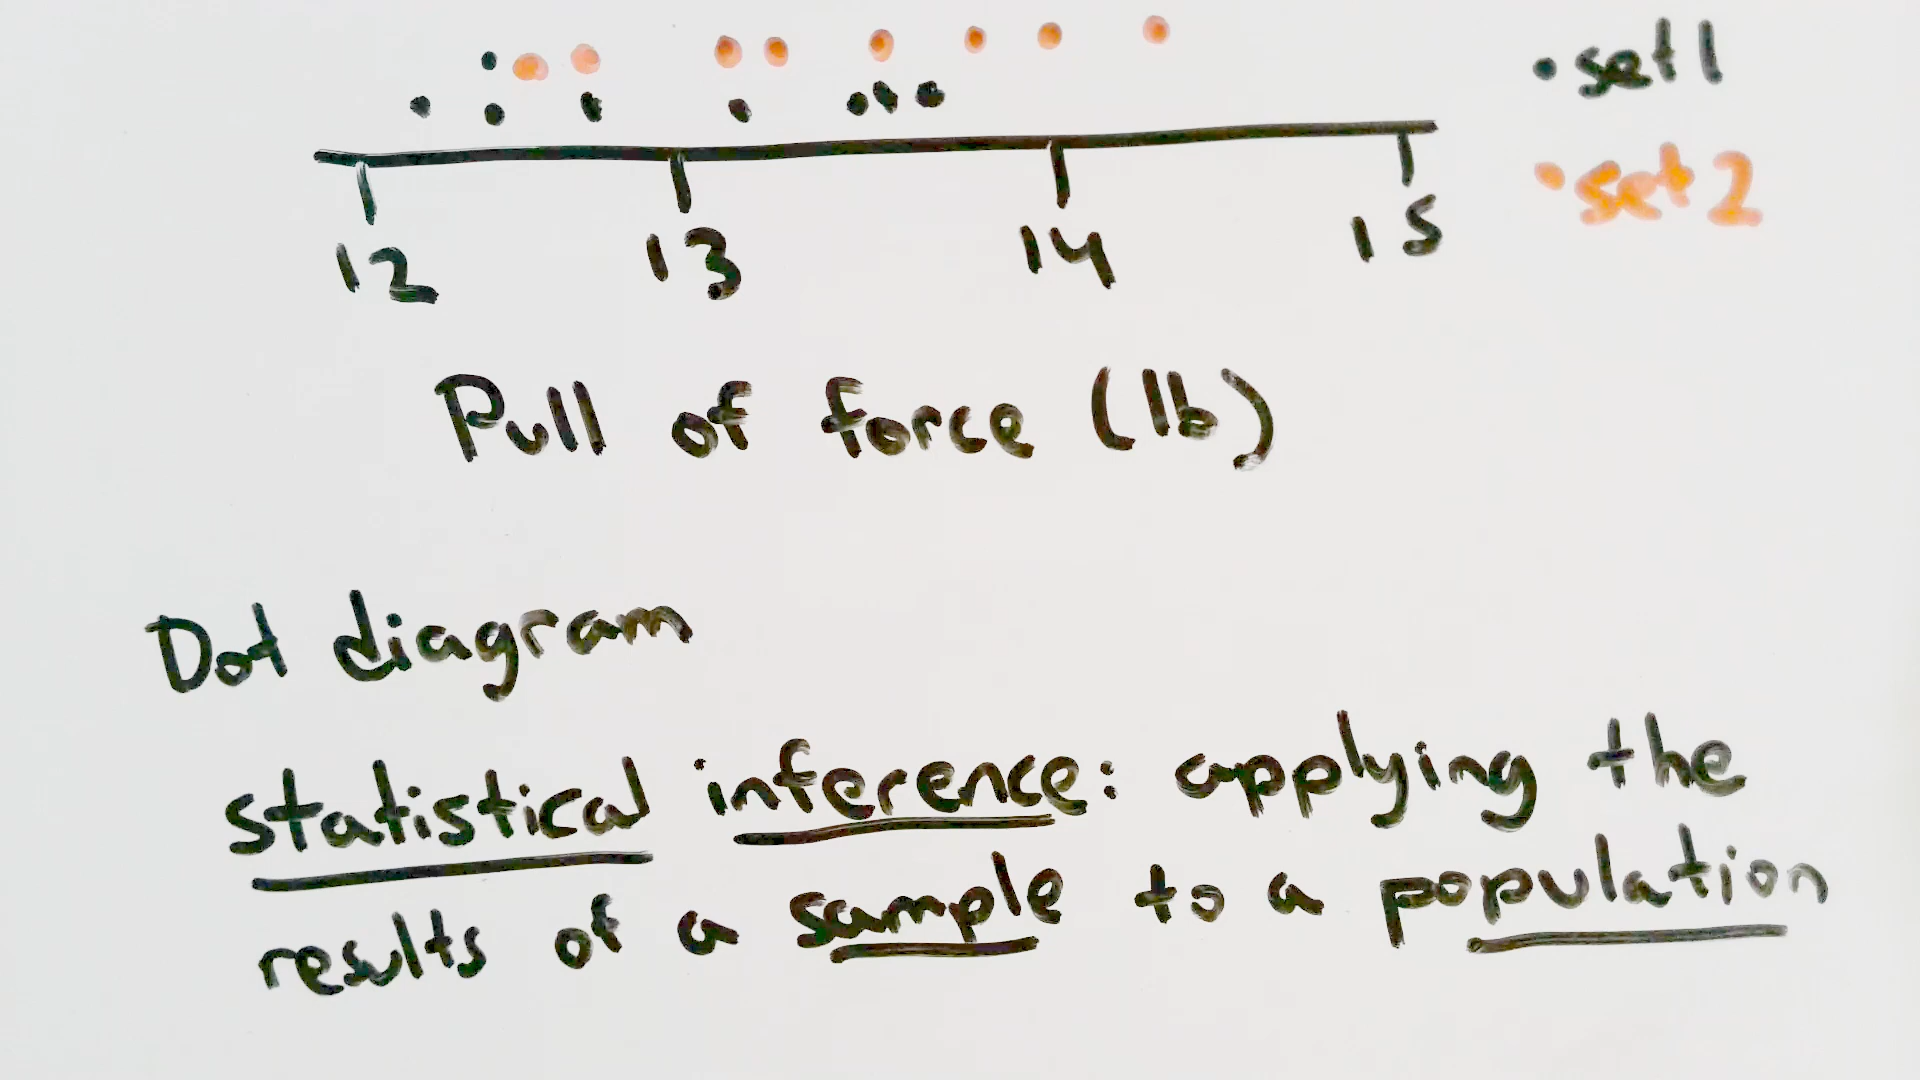 set 1
set 2
12 13 14 15
Pull of force (lb)
Dot diagram
statistical inference: applying the
results of a sample to a population